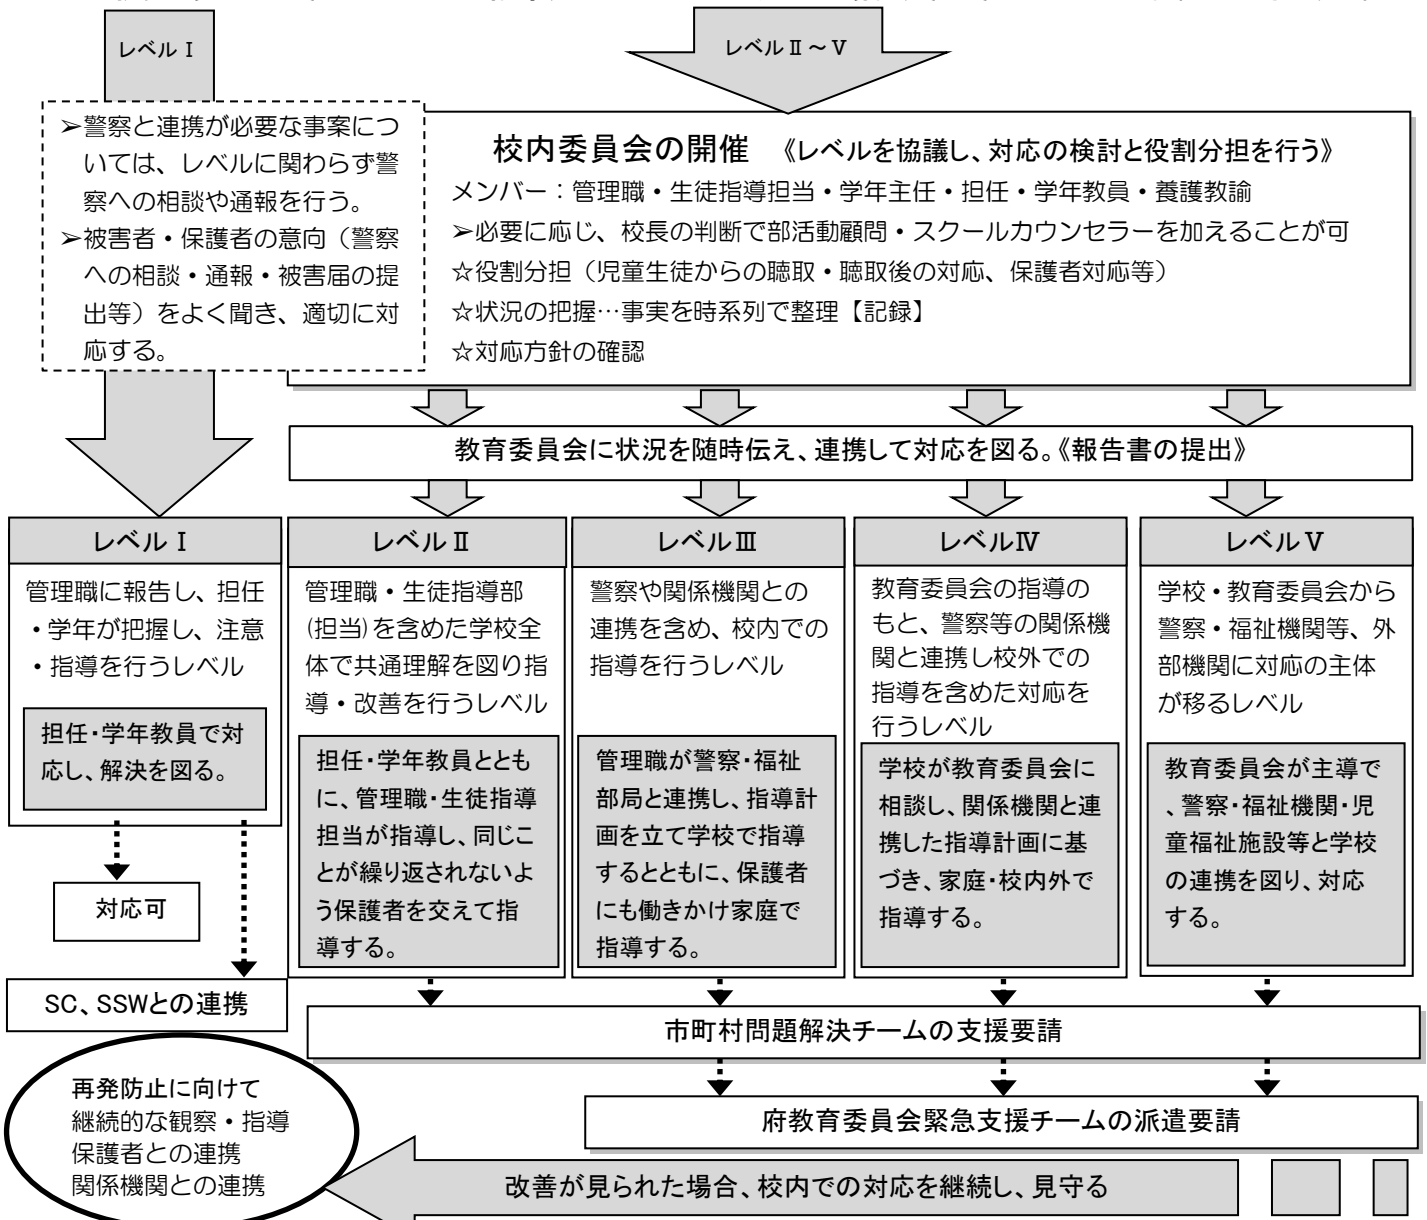 レベルⅠ
レベルⅡ～Ⅴ
➢警察と連携が必要な事案につ
いては、レベルに関わらず警
察への相談や通報を行う。
➢被害者・保護者の意向（警察
への相談・通報・被害届の提
出等）をよく聞き、適切に対
応する。
校内委員会の開催　《レベルを協議し、対応の検討と役割分担を行う》
メンバー：管理職・生徒指導担当・学年主任・担任・学年教員・養護教諭
➢必要に応じ、校長の判断で部活動顧問・スクールカウンセラーを加えることが可
☆役割分担（児童生徒からの聴取・聴取後の対応、保護者対応等）
☆状況の把握…事実を時系列で整理【記録】
☆対応方針の確認
教育委員会に状況を随時伝え、連携して対応を図る。《報告書の提出》
レベルⅠ
管理職に報告し、担任
・学年が把握し、注意
・指導を行うレベル
担任・学年教員で対
応し、解決を図る。
対応可
SC、SSWとの連携
レベルⅡ
管理職・生徒指導部
(担当)を含めた学校全
体で共通理解を図り指
導・改善を行うレベル
担任・学年教員ととも
に、管理職・生徒指導
担当が指導し、同じこ
とが繰り返されないよ
う保護者を交えて指
導する。
レベルⅢ
警察や関係機関との
連携を含め、校内での
指導を行うレベル
管理職が警察・福祉
部局と連携し、指導計
画を立て学校で指導
するとともに、保護者
にも働きかけ家庭で
指導する。
レベルⅣ
教育委員会の指導の
もと、警察等の関係機
関と連携し校外での
指導を含めた対応を
行うレベル
学校が教育委員会に
相談し、関係機関と連
携した指導計画に基
づき、家庭・校内外で
指導する。
レベルⅤ
学校・教育委員会から
警察・福祉機関等、外
部機関に対応の主体
が移るレベル
教育委員会が主導で
、警察・福祉機関・児
童福祉施設等と学校
の連携を図り、対応
する。
市町村問題解決チームの支援要請
府教育委員会緊急支援チームの派遣要請
改善が見られた場合、校内での対応を継続し、見守る
再発防止に向けて
継続的な観察・指導
保護者との連携
関係機関との連携